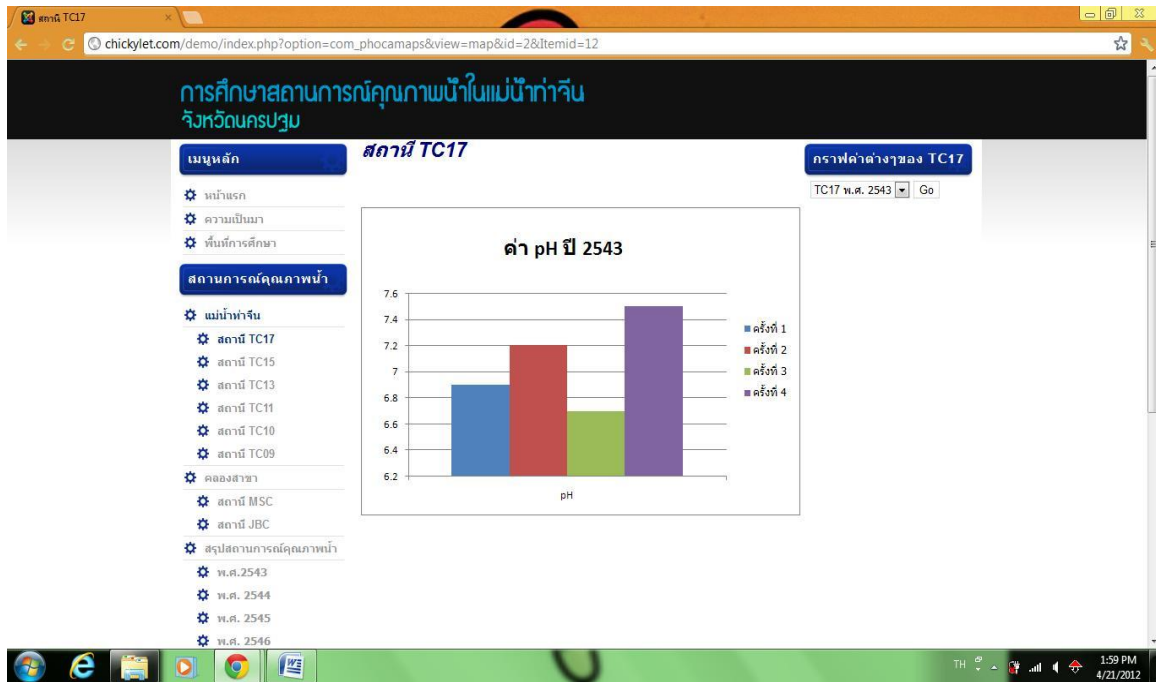 สถานี TC17
chickylet.com/demo/index.php?option=com_phocamaps&view=map&id=2&Itemid=12
การศึกษาสถานการณ์คุณภาพน้ำในแม่น้ำท่าจีน
จังหวัดนครปฐม
เมนูหลัก
หน้าแรก
ความเป็นมา
พื้นที่การศึกษา
สถานการณ์คุณภาพน้ำ
แม่น้ำท่าจีน
สถานี TC17
สถานี TC15
สถานี TC13
สถานี TC11
สถานี TC10
สถานี TC09
คลองสาขา
สถานี MSC
สถานี JBC
สรุปสถานการณ์คุณภาพน้ำ
พ.ศ.2543
พ.ศ. 2544
พ.ศ. 2545
พ.ศ. 2546
สถานี TC17
ค่า pH ปี 2543
7.6
7.4
7.2
7
6.8
6.6
6.4
6.2
pH
ครั้งที่ 1
ครั้งที่ 2
ครั้งที่ 3
ครั้งที่ 4
กราฟค่าต่างๆของ TC17
TC17 พ.ศ. 2543 Go
TH
1:59 PM
4/21/2012